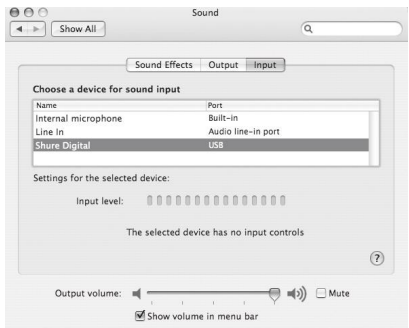 Sound
Show All
Sound Effects Output Input
Choose a device for sound input
Name Port
Internal microphone Built-in
Line In Audio line-in port
Shure Digital USB
Settings for the selected device:
Input level:
The selected device has no input controls
?
Output volume: Mute
Show volume in menu bar